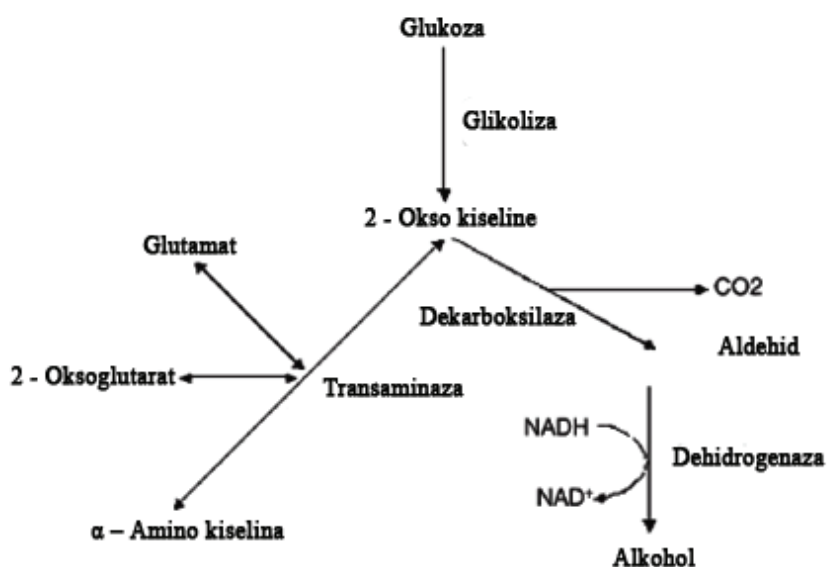 Glukoza
Glikoliza
2 - Okso kiseline
Glutamat
CO2
Dekarboksilaza
Aldehid
2 - Oksoglutarat
Transaminaza
NADH
Dehidrogenaza
NAD⁺
α – Amino kiselina
Alkohol